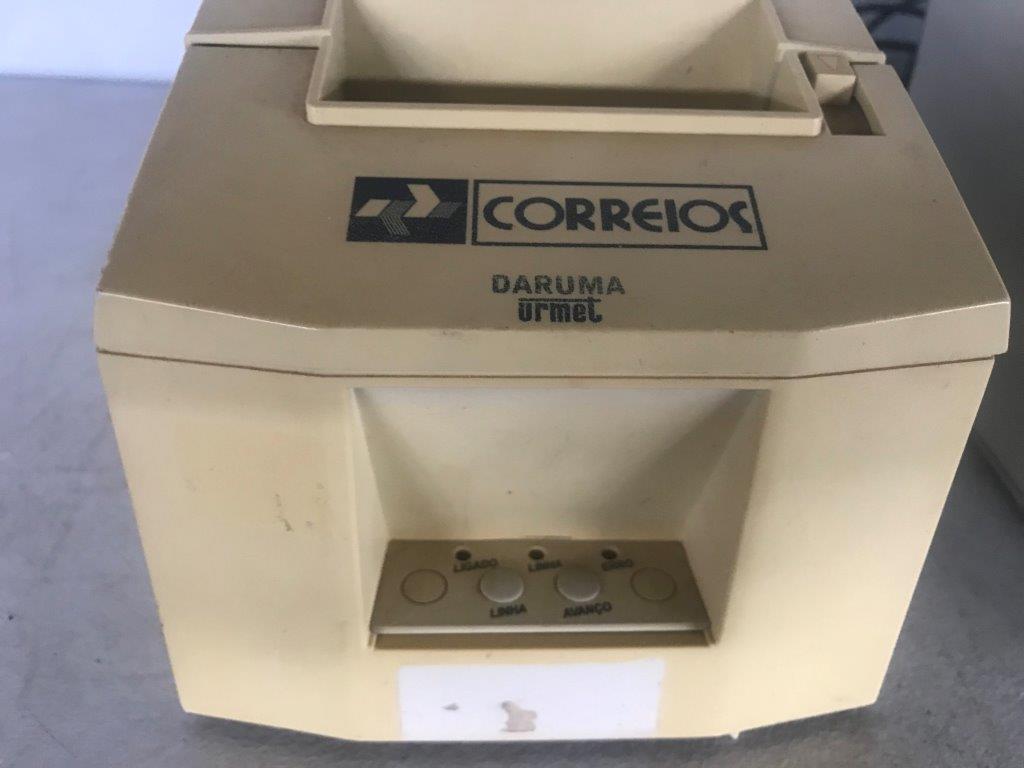 CORREIOS
DARUMA
urmet
LIGADO LINHA ERRO
LINHA AVANÇO